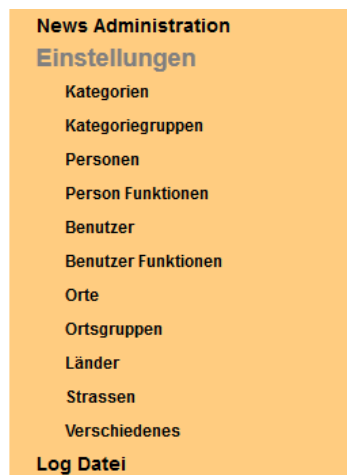 News Administration
Einstellungen
Kategorien
Kategoriegruppen
Personen
Person Funktionen
Benutzer
Benutzer Funktionen
Orte
Ortsgruppen
Länder
Strassen
Verschiedenes
Log Datei